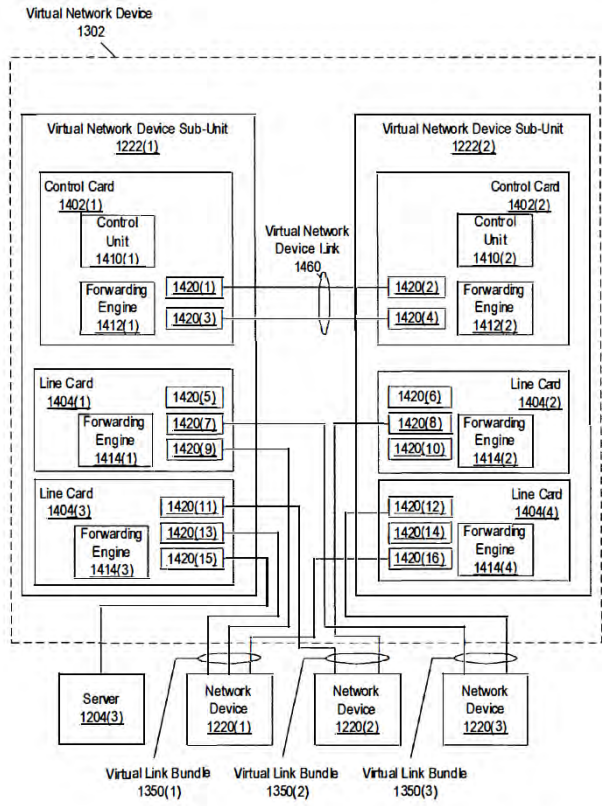 Virtual Network Device
1302
Virtual Network Device Sub-Unit
1222(1)
Control Card
1402(1)
Control
Unit
1410(1)
Forwarding
Engine
1412(1)
1420(1)
1420(3)
Line Card
1404(1)
Forwarding
Engine
1414(1)
1420(5)
1420(7)
1420(9)
Line Card
1404(3)
Forwarding
Engine
1414(3)
1420(11)
1420(13)
1420(15)
Virtual Network
Device Link
1460
Virtual Network Device Sub-Unit
1222(2)
Control Card
1402(2)
Control
Unit
1410(2)
1420(2)
1420(4)
Forwarding
Engine
1412(2)
Line Card
1404(2)
1420(6)
1420(8)
1420(10)
Forwarding
Engine
1414(2)
Line Card
1404(4)
1420(12)
1420(14)
1420(16)
Forwarding
Engine
1414(4)
Server
1204(3)
Network
Device
1220(1)
Network
Device
1220(2)
Network
Device
1220(3)
Virtual Link Bundle
1350(1)
Virtual Link Bundle
1350(2)
Virtual Link Bundle
1350(3)